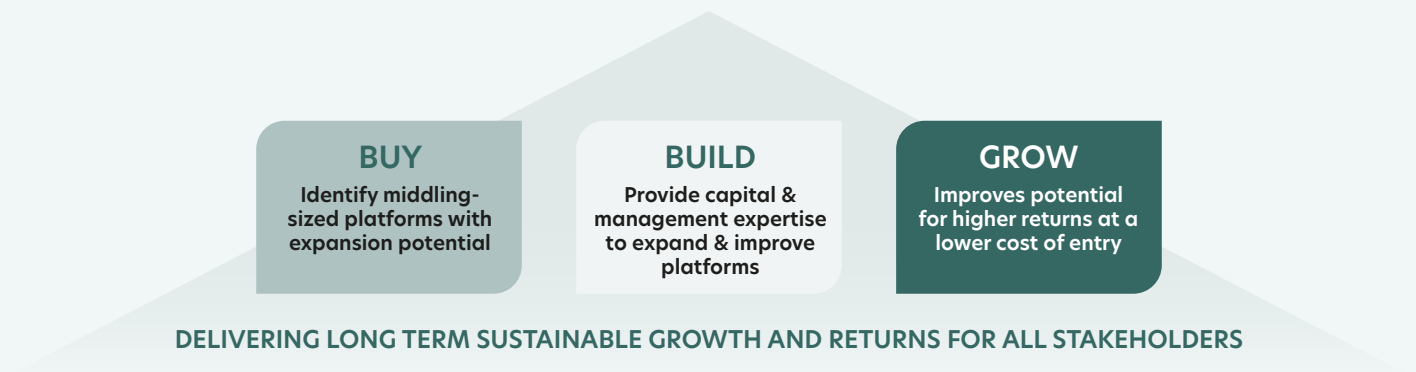 BUY
Identify middling-
sized platforms with
expansion potential
BUILD
Provide capital &
management expertise
to expand & improve
platforms
GROW
Improves potential
for higher returns at a
lower cost of entry
DELIVERING LONG TERM SUSTAINABLE GROWTH AND RETURNS FOR ALL STAKEHOLDERS